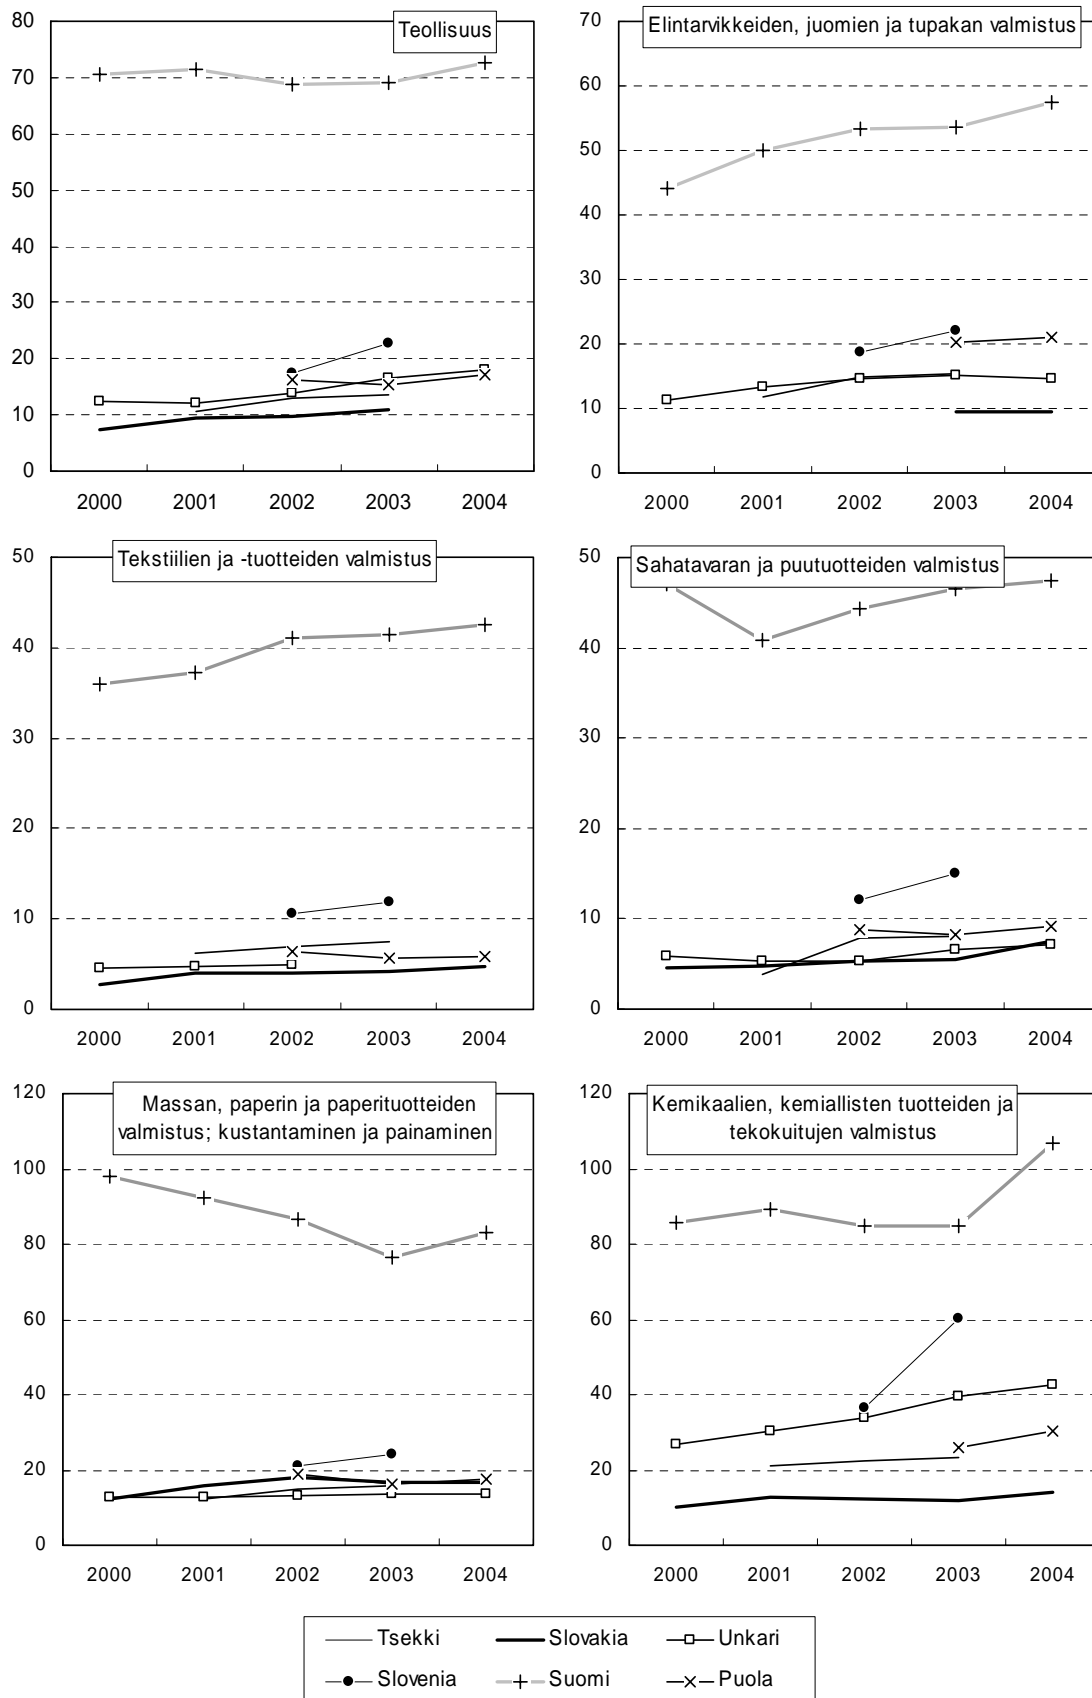 Teollisuus
80
70
60
50
40
30
20
10
0
2000 2001 2002 2003 2004
Elintarvikkeiden, juomien ja tupakan valmistus
70
60
50
40
30
20
10
0
2000 2001 2002 2003 2004
Tekstiilien ja -tuotteiden valmistus
50
40
30
20
10
0
2000 2001 2002 2003 2004
Sahatavaran ja puutuotteiden valmistus
50
40
30
20
10
0
2000 2001 2002 2003 2004
Massan, paperin ja paperituotteiden
valmistus; kustantaminen ja painaminen
120
100
80
60
40
20
0
2000 2001 2002 2003 2004
Kemikaalien, kemiallisten tuotteiden ja
tekokuitujen valmistus
120
100
80
60
40
20
0
2000 2001 2002 2003 2004
Tsekki Slovakia Unkari
Slovenia Suomi Puola